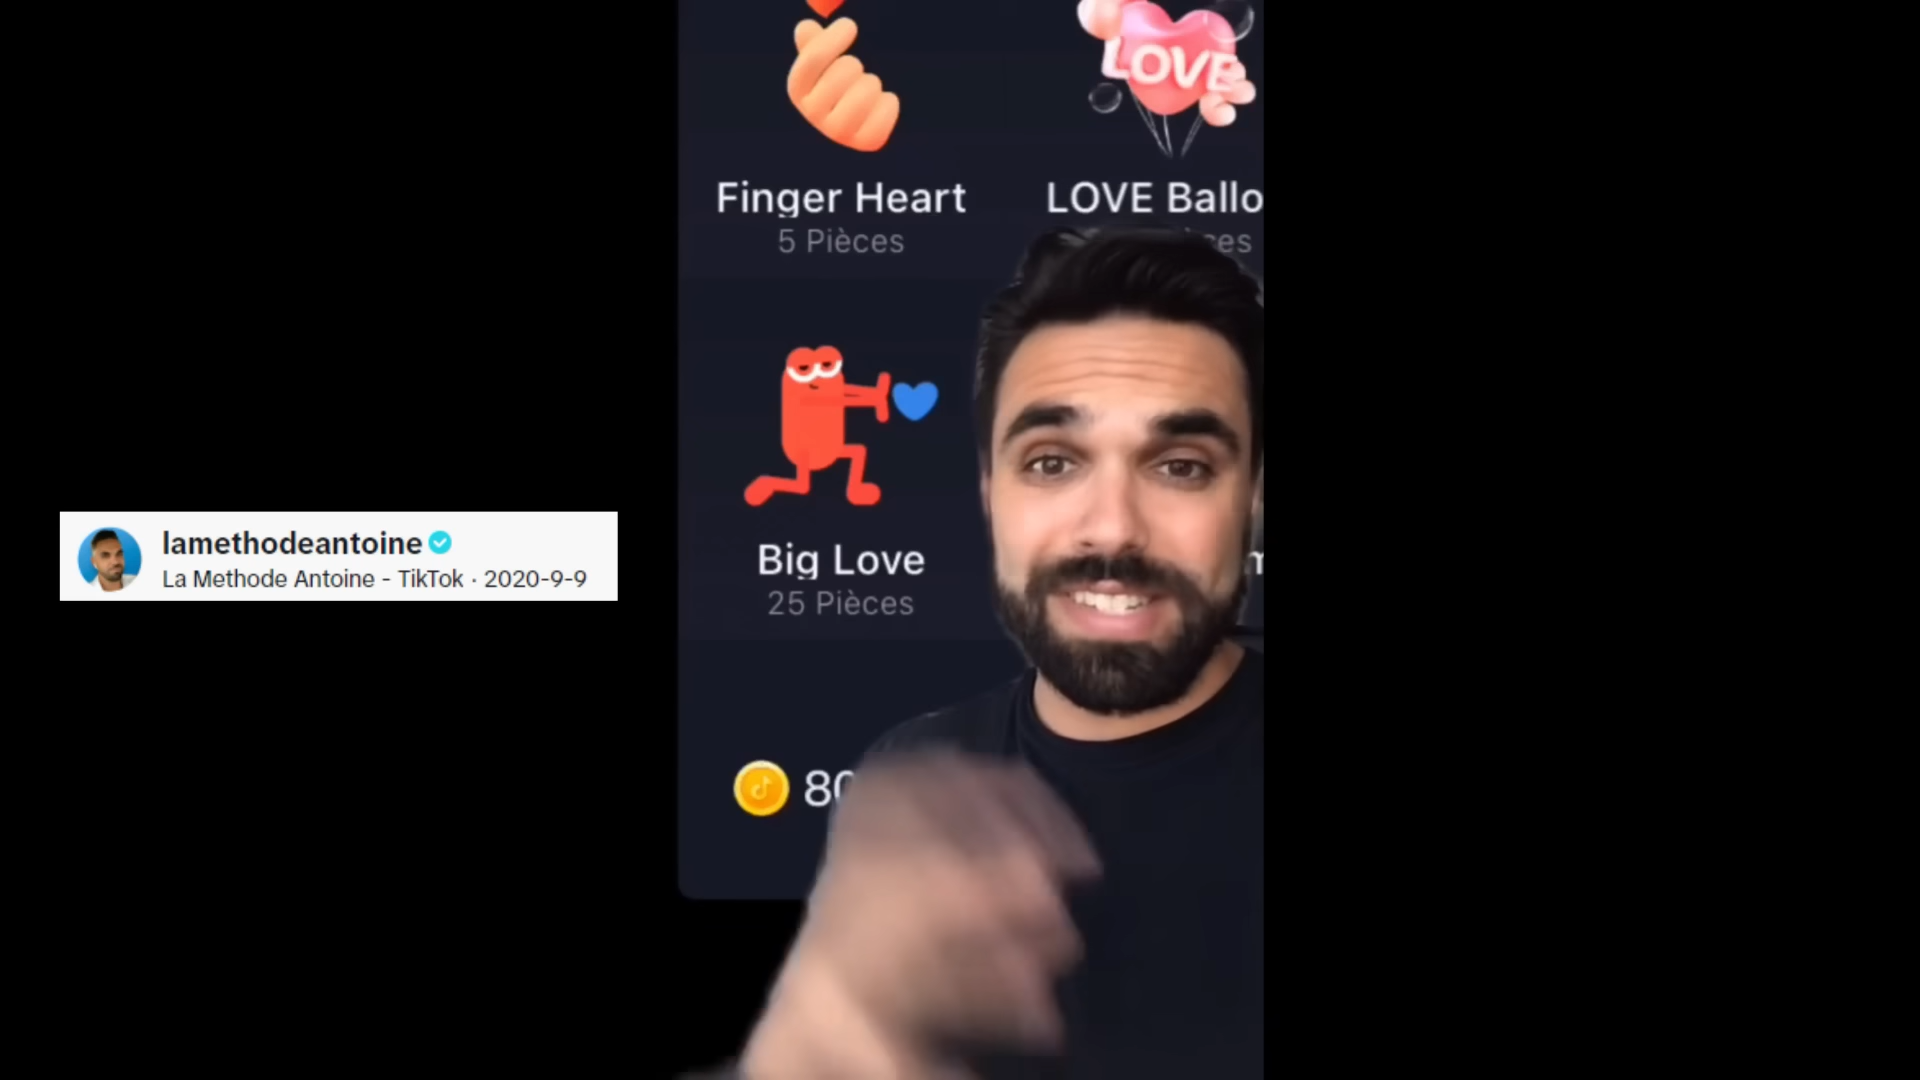 LOVE
Finger Heart
LOVE Ballo
5 Pièces
lamethodeantoine
La Methode Antoine - TikTok · 2020-9-9
Big Love
25 Pièces
80